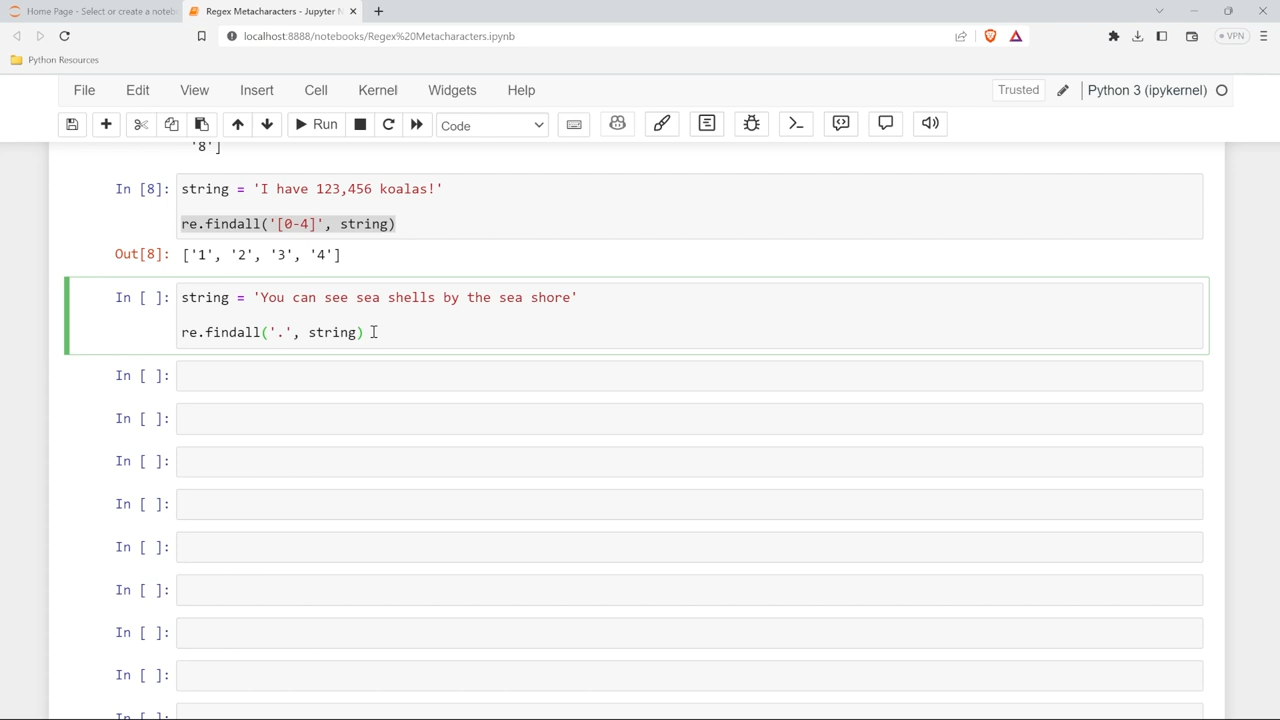 Home Page - Select or create a noteb
Regex Metacharacters - Jupyter N
localhost:8888/notebooks/Regex%20Metacharacters.ipynb
VPN
Python Resources
File Edit View Insert Cell Kernel Widgets Help
Trusted
Python 3 (ipykernel)
Run
Code
'8']
In [8]: string = 'I have 123,456 koalas!'
re.findall('[0-4]', string)
Out[8]: ['1', '2', '3', '4']
In [ ]: string = 'You can see sea shells by the sea shore'
re.findall('.', string)
In [ ]:
In [ ]:
In [ ]:
In [ ]:
In [ ]:
In [ ]:
In [ ]:
In [ ]:
In [ ]: